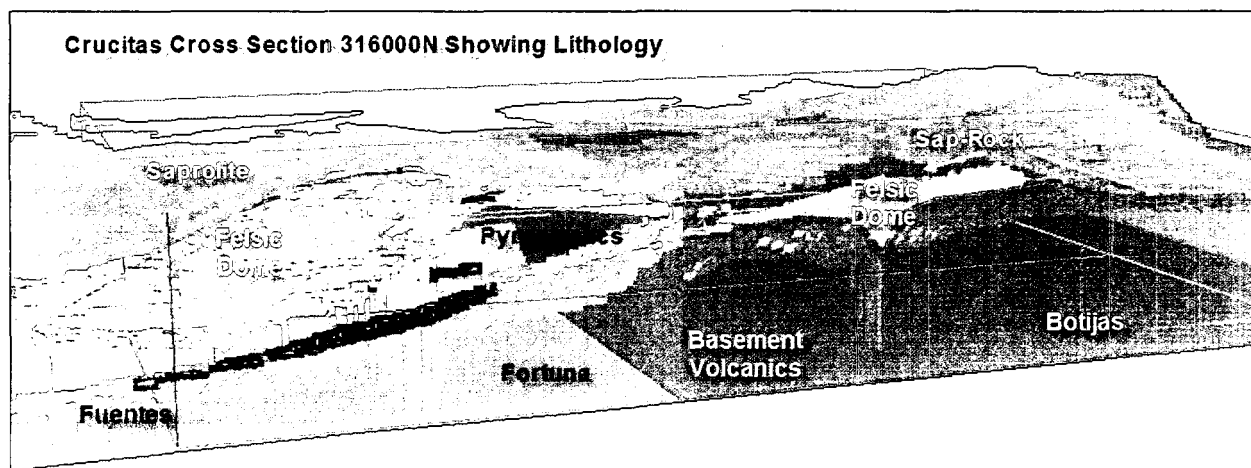 Crucitas Cross Section 316000N Showing Lithology
Sap-Rock
Saprolite
Felsic
Dome
Felsic
Dome
Basement
Volcanics
Botijas
Fortuna
Fuentes